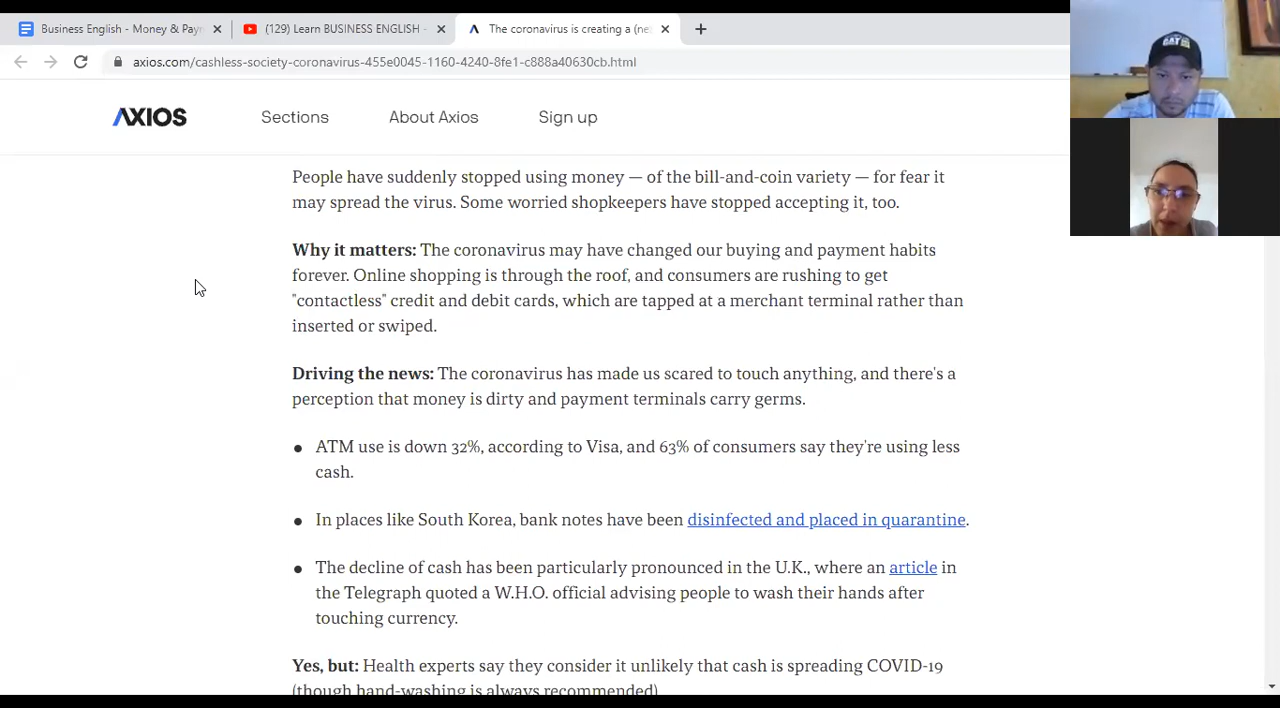 Business English - Money & Pay
(129) Learn BUSINESS ENGLISH -
The coronavirus is creating a (ne
axios.com/cashless-society-coronavirus-455e0045-1160-4240-8fe1-c888a40630cb.html
AXIOS
Sections
About Axios
Sign up
People have suddenly stopped using money — of the bill-and-coin variety — for fear it
may spread the virus. Some worried shopkeepers have stopped accepting it, too.
Why it matters: The coronavirus may have changed our buying and payment habits
forever. Online shopping is through the roof, and consumers are rushing to get
"contactless" credit and debit cards, which are tapped at a merchant terminal rather than
inserted or swiped.
Driving the news: The coronavirus has made us scared to touch anything, and there's a
perception that money is dirty and payment terminals carry germs.
● ATM use is down 32%, according to Visa, and 63% of consumers say they're using less
cash.
● In places like South Korea, bank notes have been disinfected and placed in quarantine.
● The decline of cash has been particularly pronounced in the U.K., where an article in
the Telegraph quoted a W.H.O. official advising people to wash their hands after
touching currency.
Yes, but: Health experts say they consider it unlikely that cash is spreading COVID-19
(though hand-washing is always recommended)
CAT